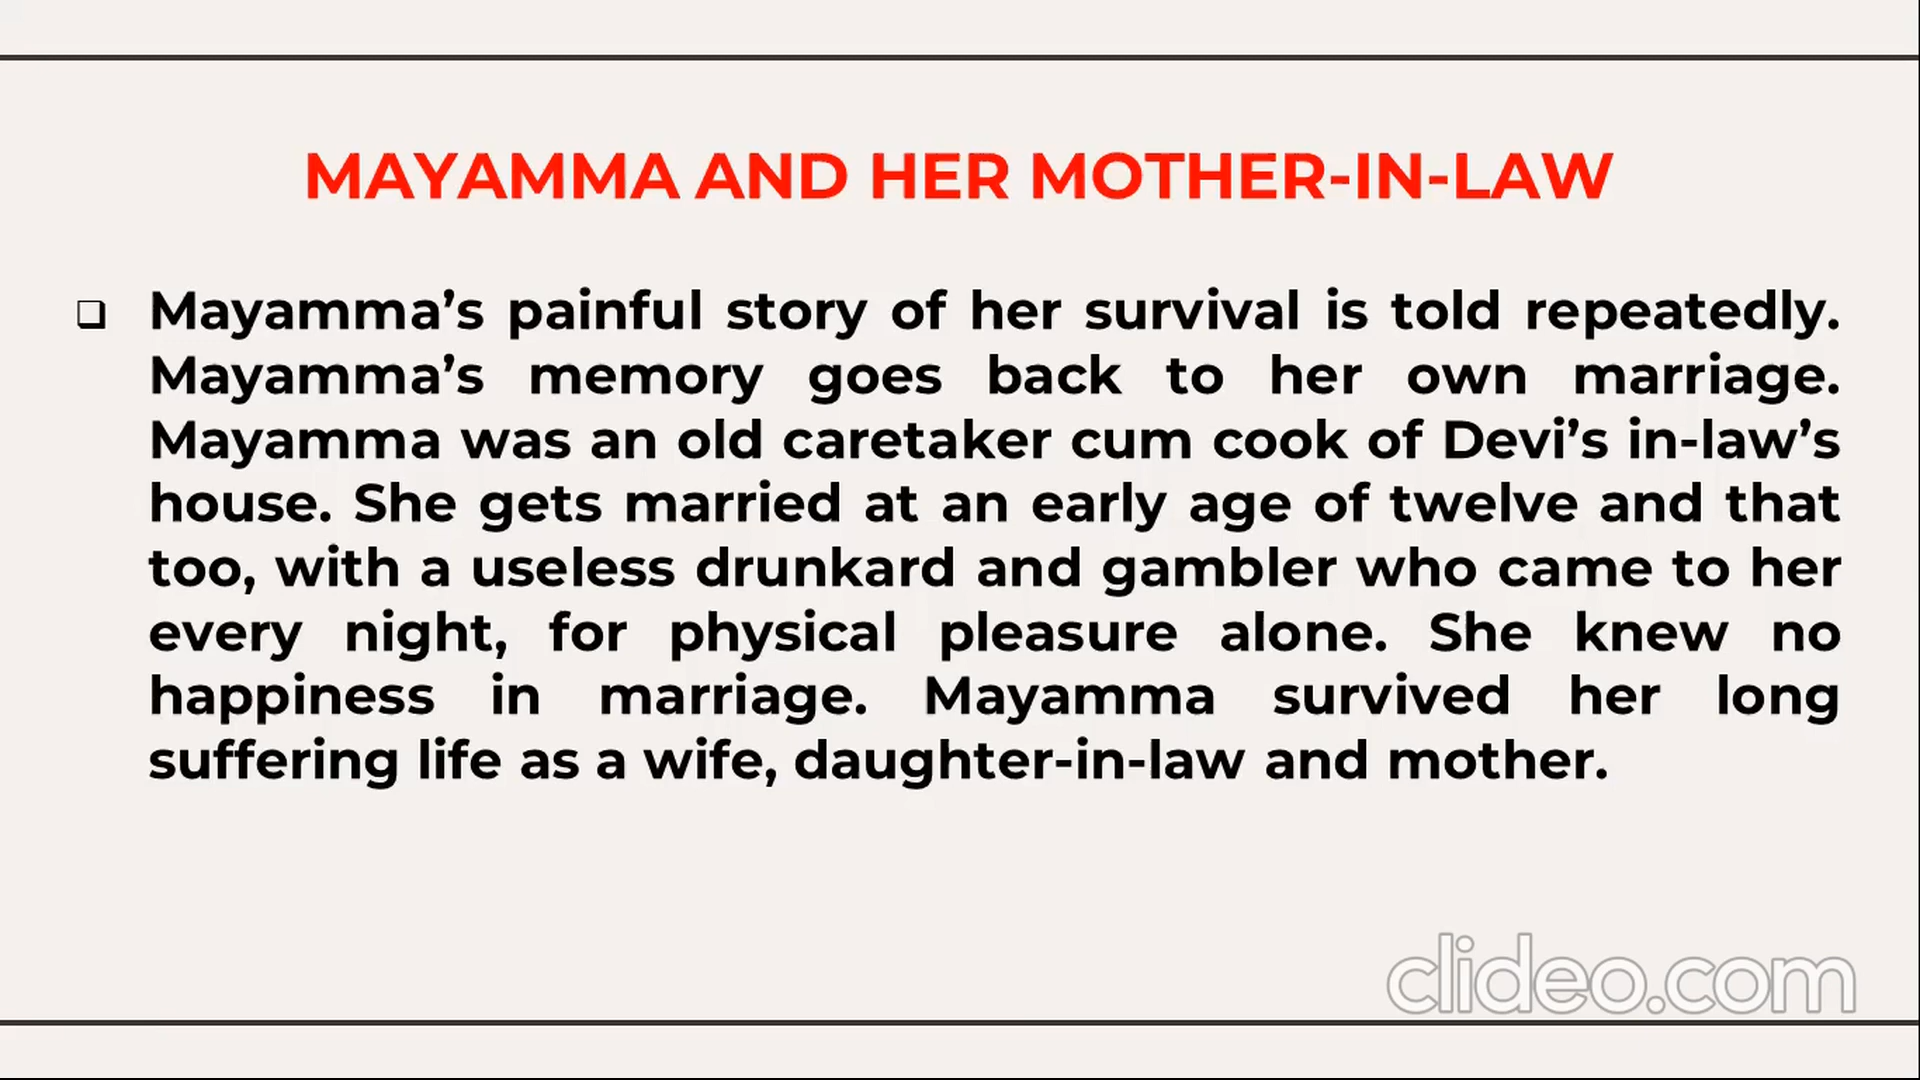 MAYAMMA AND HER MOTHER-IN-LAW
Mayamma’s painful story of her survival is told repeatedly.
Mayamma’s memory goes back to her own marriage.
Mayamma was an old caretaker cum cook of Devi’s in-law’s
house. She gets married at an early age of twelve and that
too, with a useless drunkard and gambler who came to her
every night, for physical pleasure alone. She knew no
happiness in marriage. Mayamma survived her long
suffering life as a wife, daughter-in-law and mother.
clideo.com